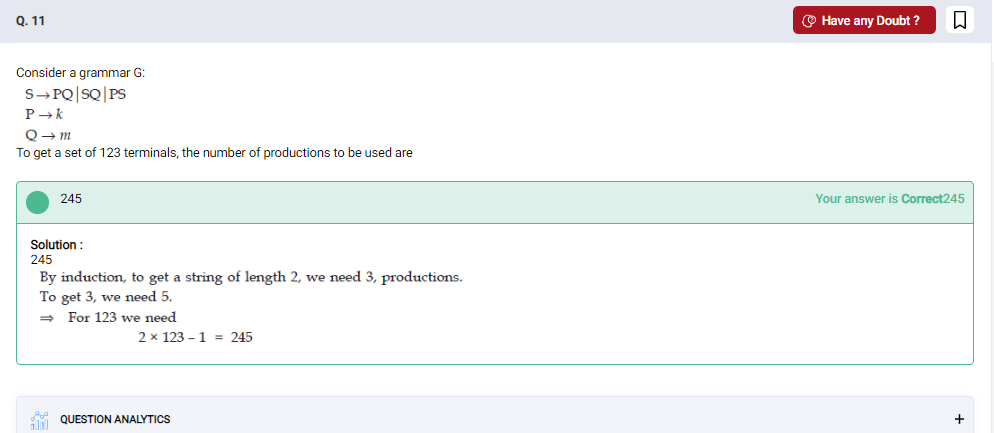 Q. 11
Have any Doubt ?
Consider a grammar G:
S → PQ | SQ | PS
P → k
Q → m
To get a set of 123 terminals, the number of productions to be used are
245
Your answer is Correct245
Solution :
245
By induction, to get a string of length 2, we need 3, productions.
To get 3, we need 5.
⇒ For 123 we need
2 × 123 – 1 = 245
QUESTION ANALYTICS
+